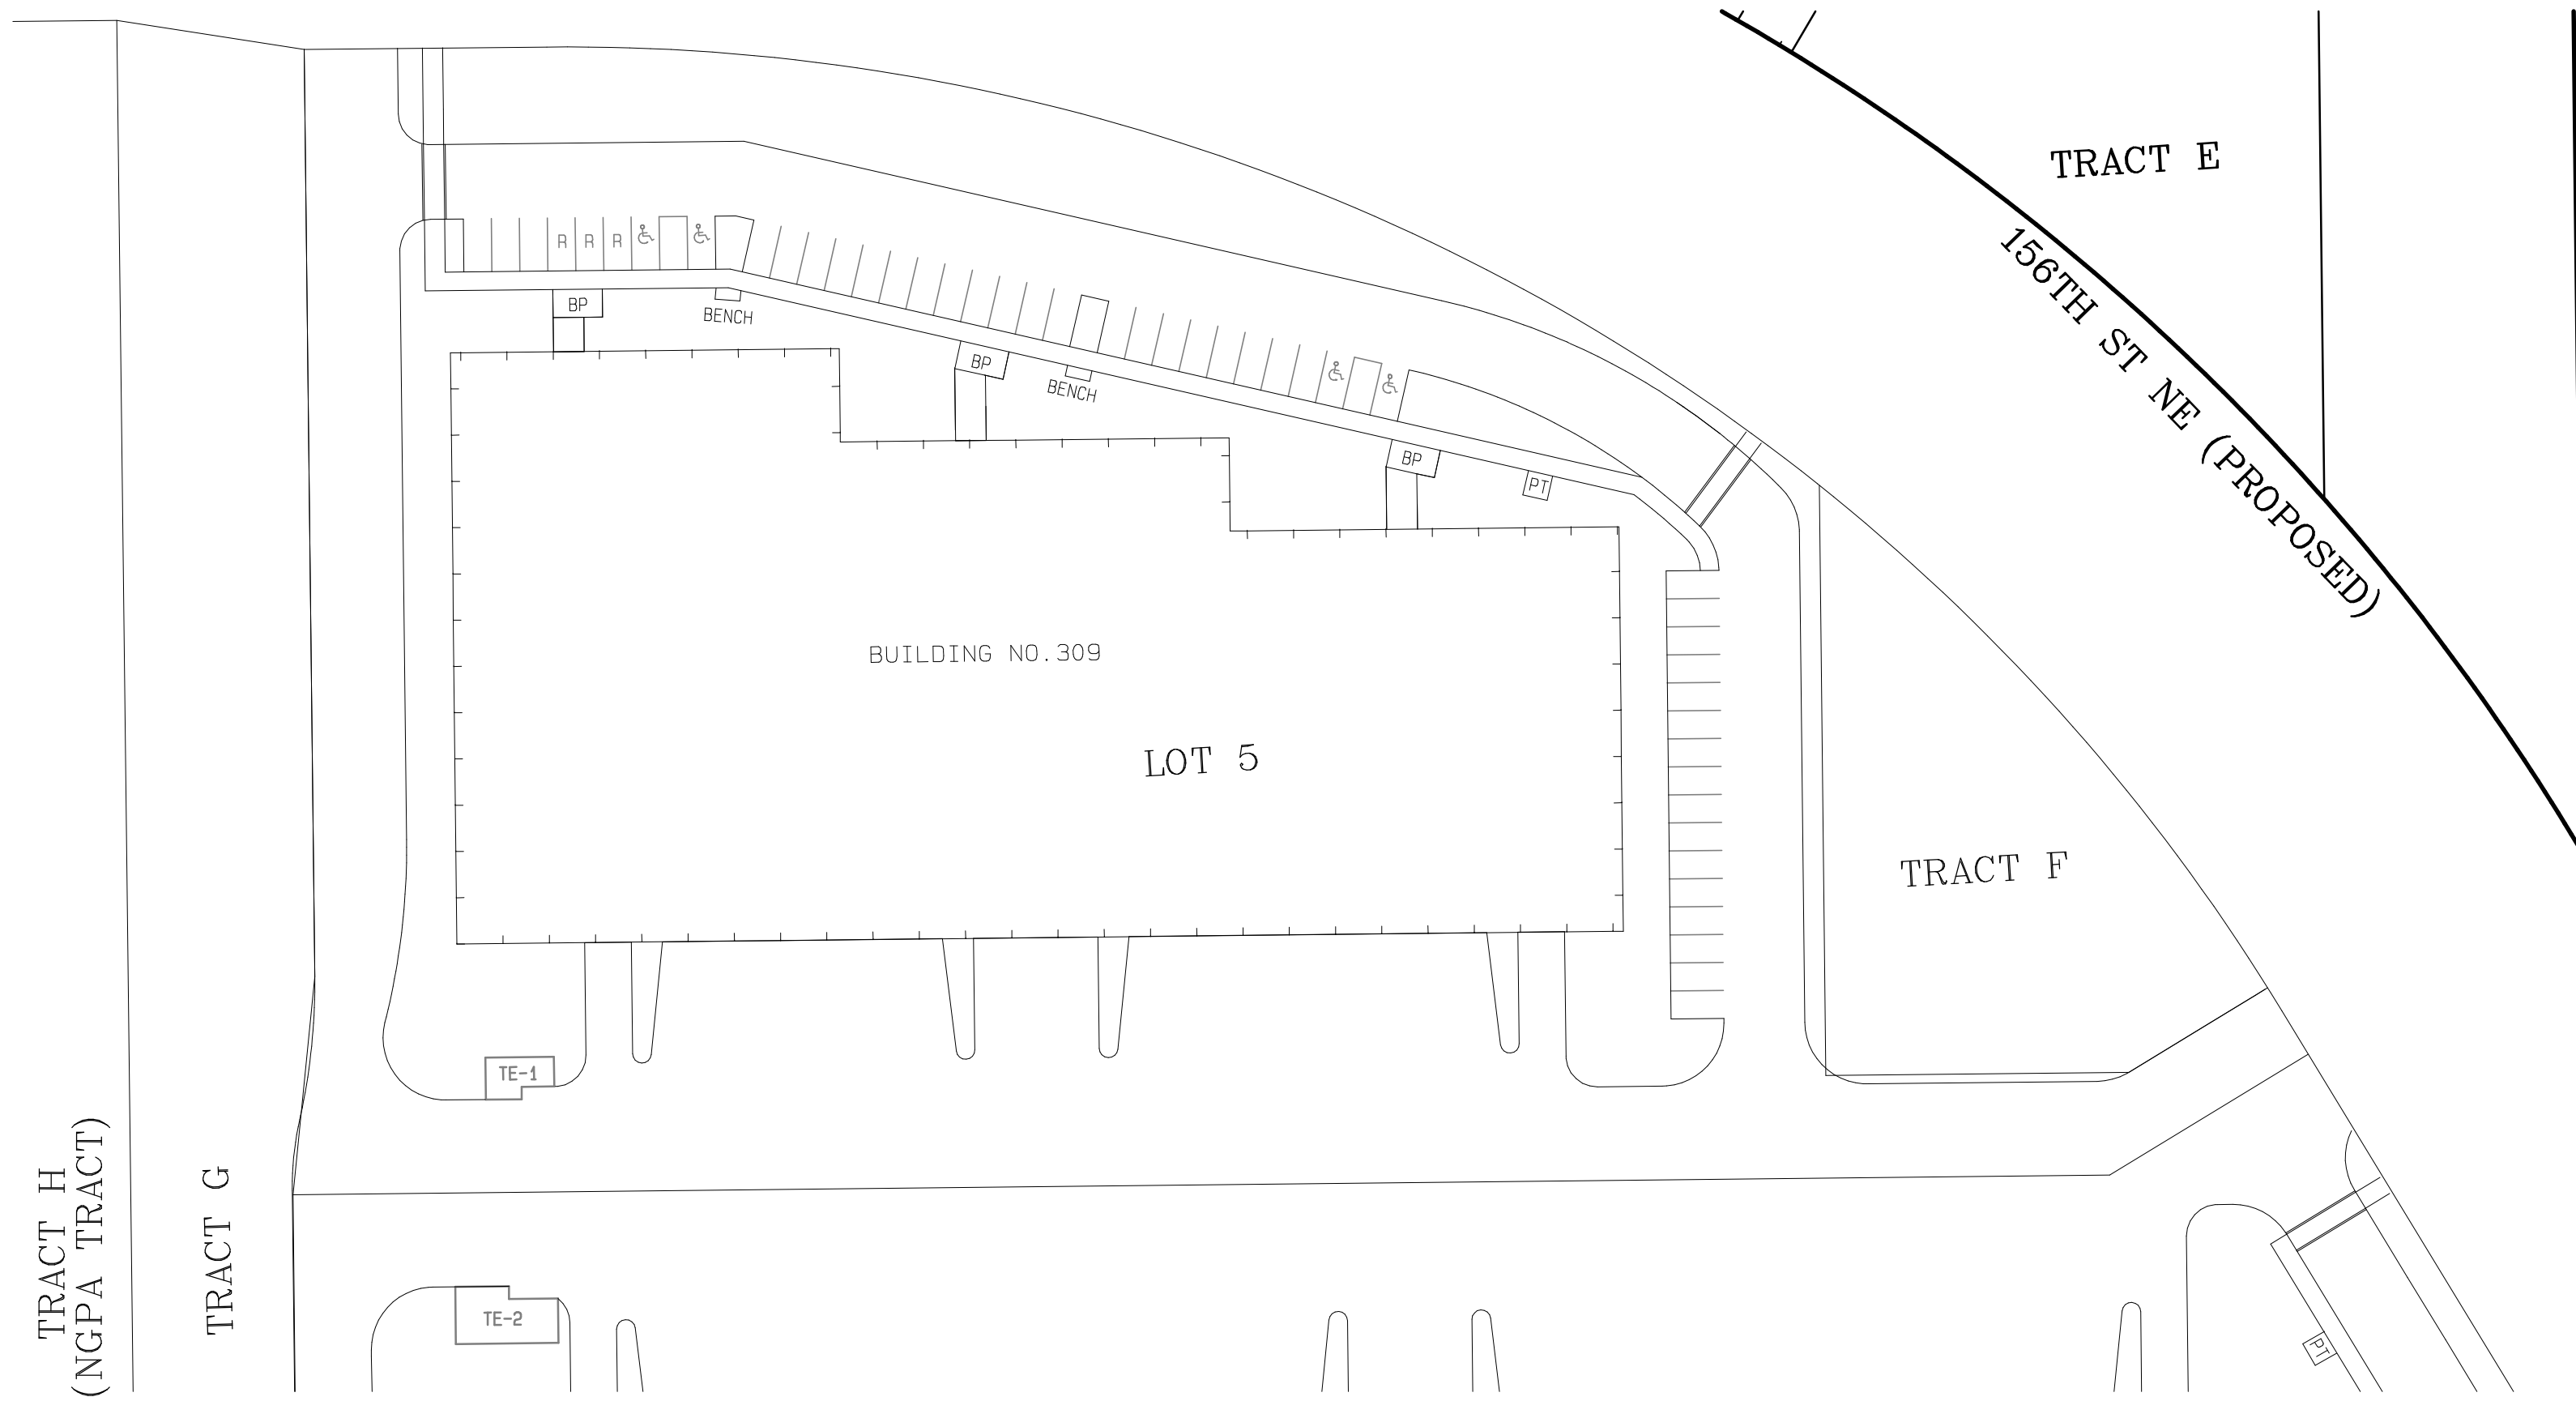 TRACT E
156TH ST NE (PROPOSED)
R R R
BP
BENCH
BP
BENCH
BP
PT
BUILDING NO.309
LOT 5
TRACT F
TE-1
TRACT H
(NGPA TRACT)
TRACT G
TE-2
PT